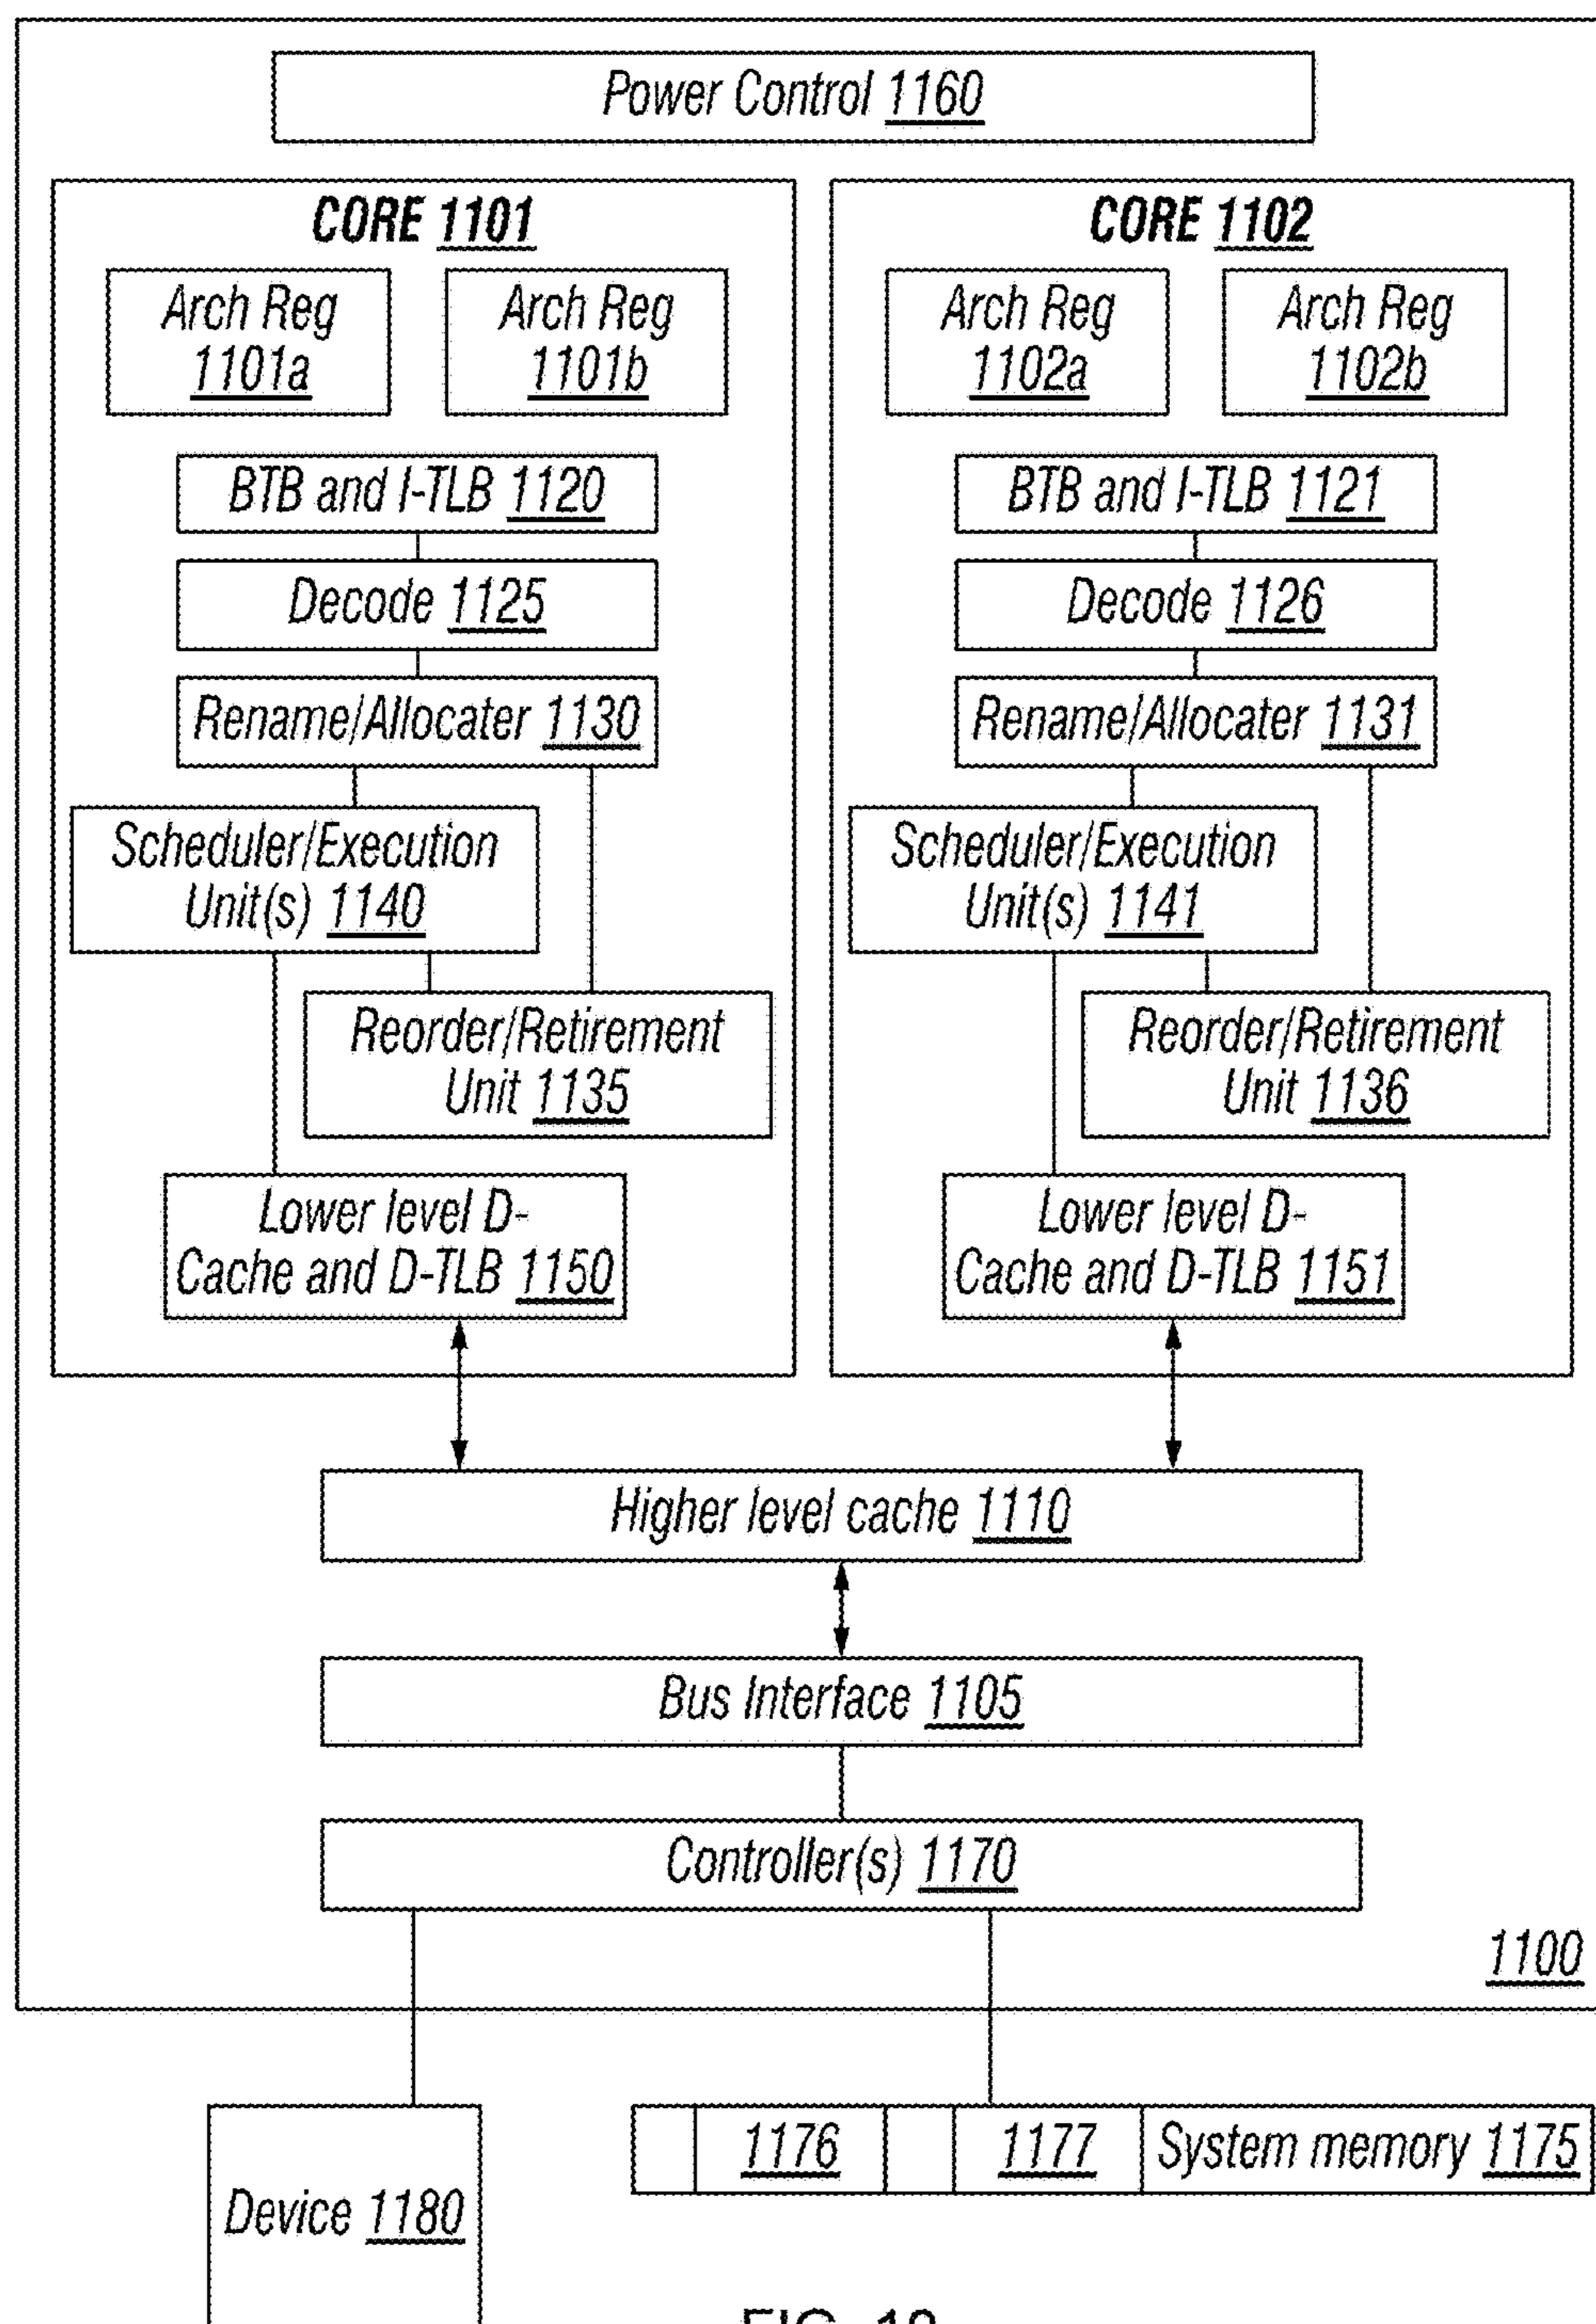 Power Control 1160
CORE 1101
Arch Reg
1101a
Arch Reg
1101b
BTB and I-TLB 1120
Decode 1125
Rename/Allocater 1130
Scheduler/Execution
Unit(s) 1140
Reorder/Retirement
Unit 1135
Lower level D-
Cache and D-TLB 1150
CORE 1102
Arch Reg
1102a
Arch Reg
1102b
BTB and I-TLB 1121
Decode 1126
Rename/Allocater 1131
Scheduler/Execution
Unit(s) 1141
Reorder/Retirement
Unit 1136
Lower level D-
Cache and D-TLB 1151
Higher level cache 1110
Bus Interface 1105
Controller(s) 1170
1100
1176
1177
System memory 1175
Device 1180
FIG.